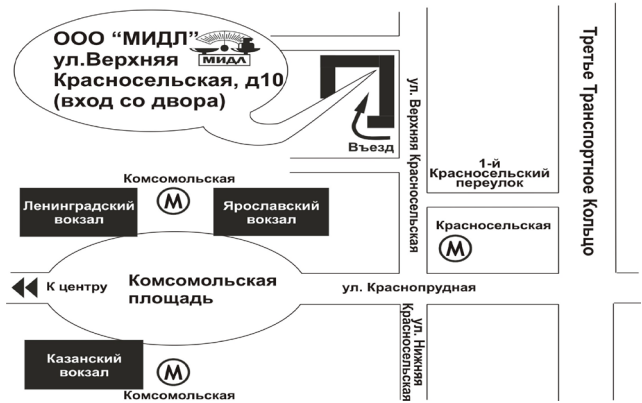 ООО “МИДЛ”
ул.Верхняя
Красносельская, д10
(вход со двора)
МИДЛ
Въезд
ул. Верхняя Красносельская
Третье Транспортное Кольцо
1-й
Красносельский
переулок
Комсомольская
М
Ленинградский
вокзал
Ярославский
вокзал
Красносельская
М
К центру
Комсомольская
площадь
ул. Краснопрудная
ул. Нижняя
Красносельская
Казанский
вокзал
М
Комсомольская